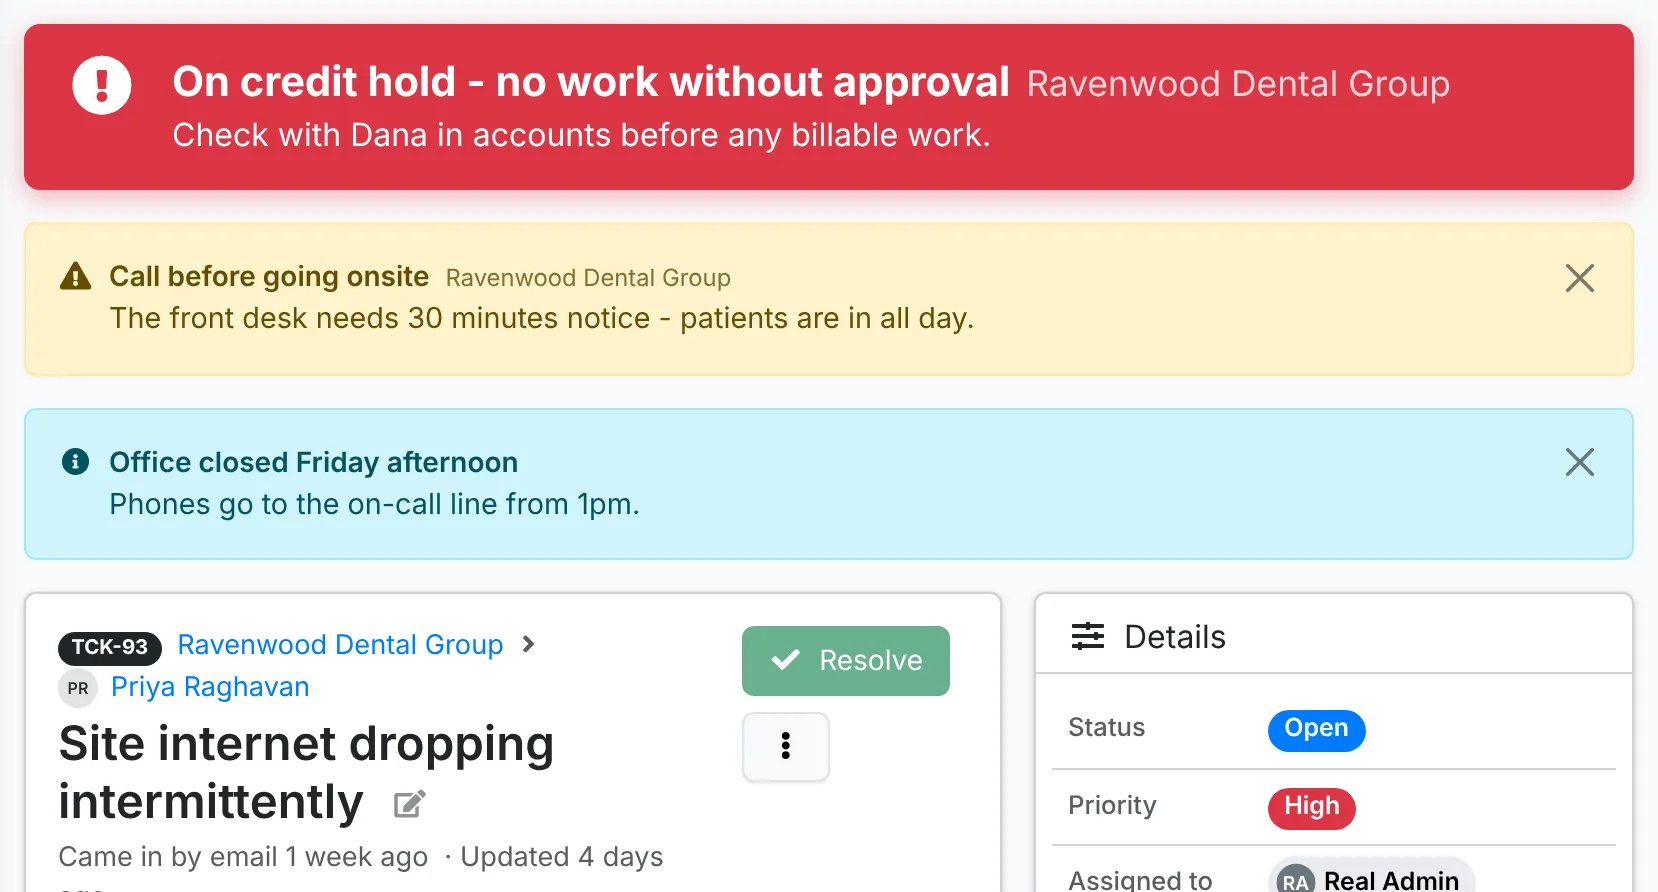 On credit hold - no work without approval Ravenwood Dental Group
Check with Dana in accounts before any billable work.
Call before going onsite Ravenwood Dental Group
The front desk needs 30 minutes notice - patients are in all day.
Office closed Friday afternoon
Phones go to the on-call line from 1pm.
TCK-93 Ravenwood Dental Group
PR Priya Raghavan
Site internet dropping
intermittently
Came in by email 1 week ago · Updated 4 days
Resolve
Details
Status Open
Priority High
Assigned to RA Real Admin